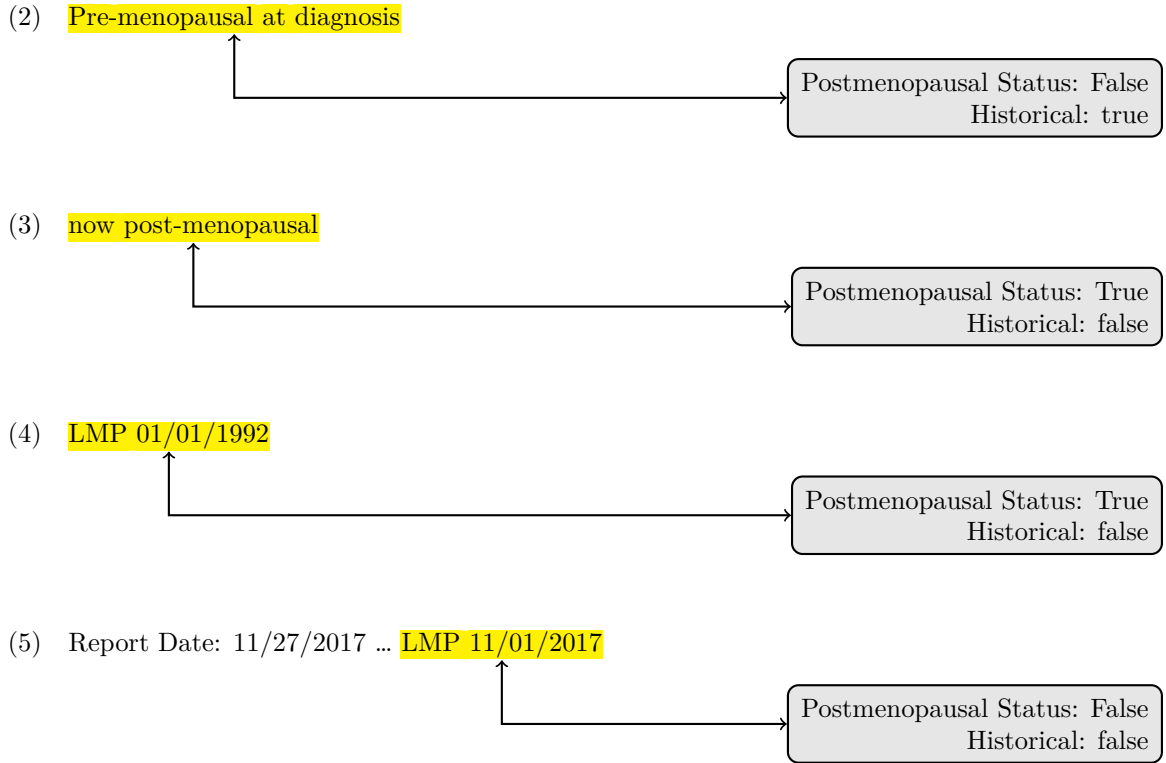 (2) Pre-menopausal at diagnosis
Postmenopausal Status: False
Historical: true
(3) now post-menopausal
Postmenopausal Status: True
Historical: false
(4) LMP 01/01/1992
Postmenopausal Status: True
Historical: false
(5) Report Date: 11/27/2017 … LMP 11/01/2017
Postmenopausal Status: False
Historical: false